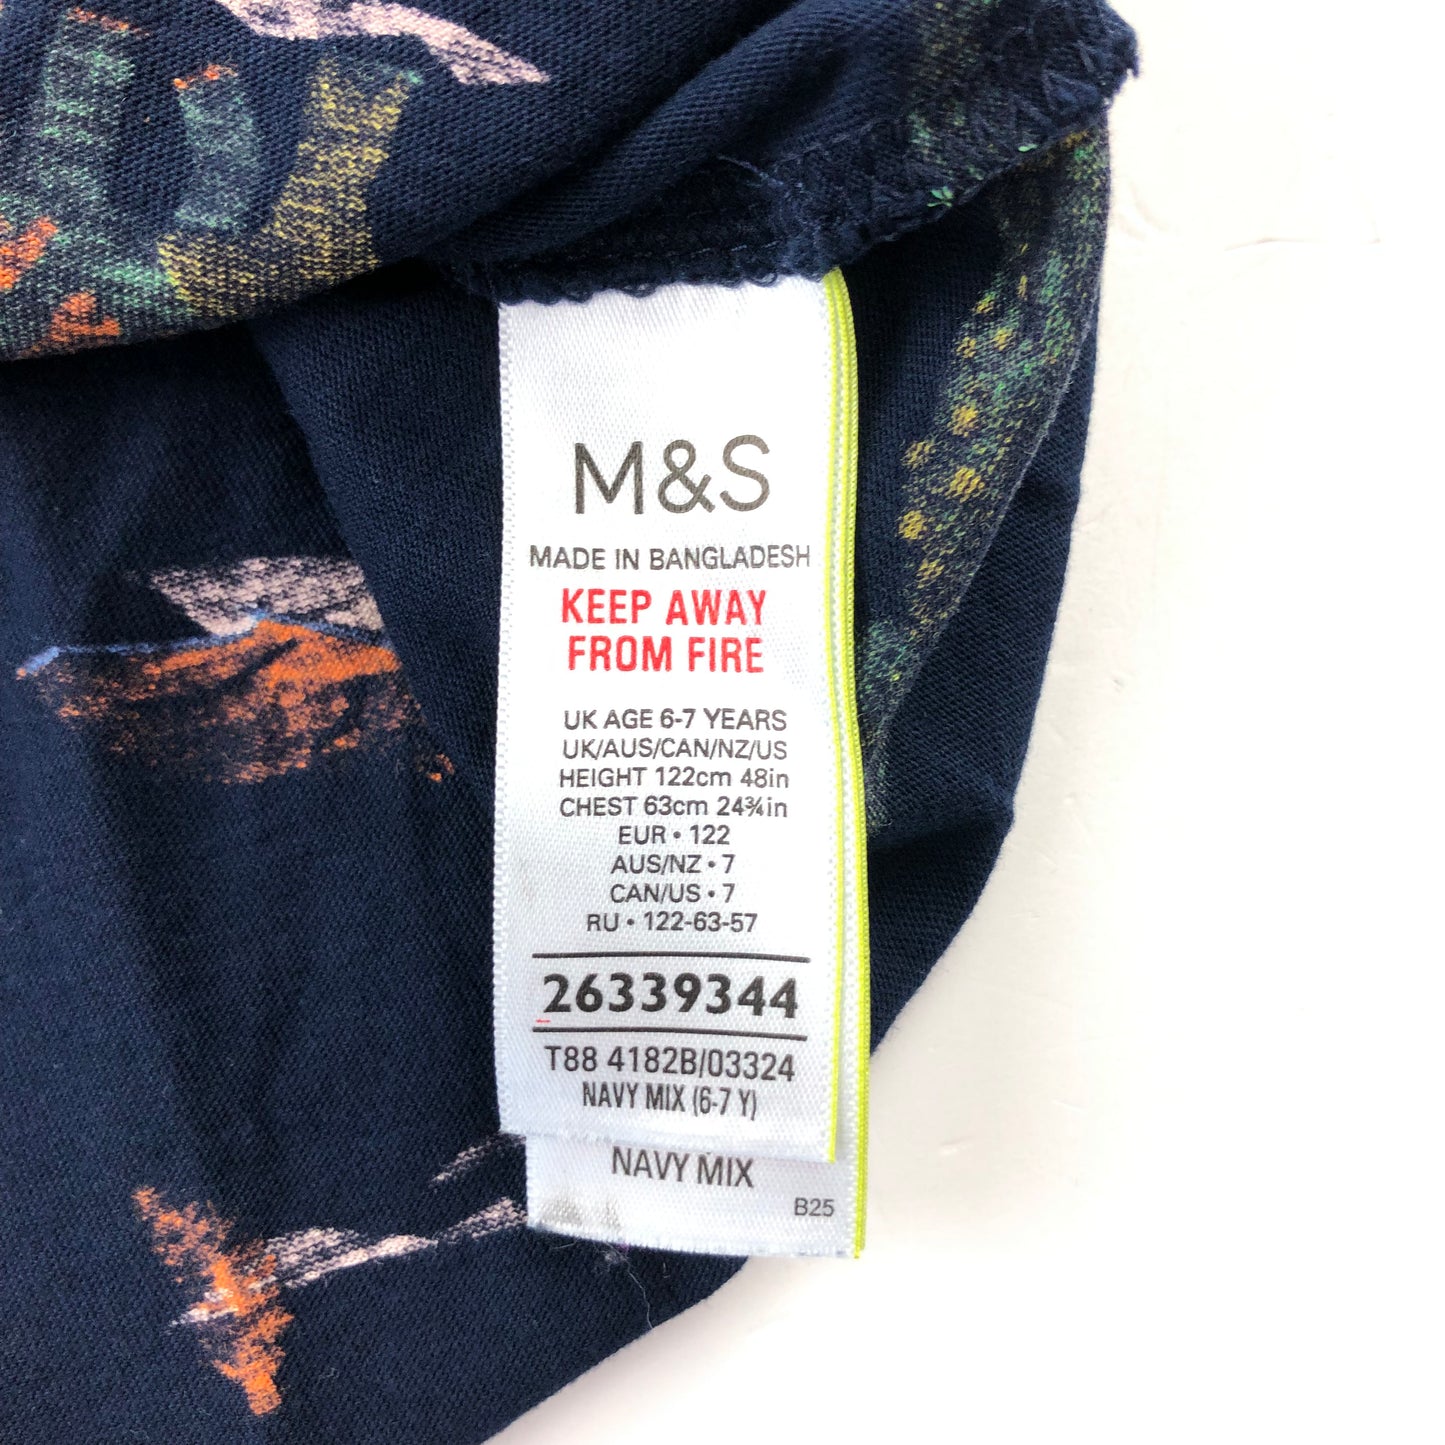 M&S
MADE IN BANGLADESH
KEEP AWAY
FROM FIRE
UK AGE 6-7 YEARS
UK/AUS/CAN/NZ/US
HEIGHT 122cm 48in
CHEST 63cm 24¾in
EUR • 122
AUS/NZ • 7
CAN/US • 7
RU • 122-63-57
26339344
T88 4182B/03324
NAVY MIX (6-7 Y)
NAVY MIX
B25